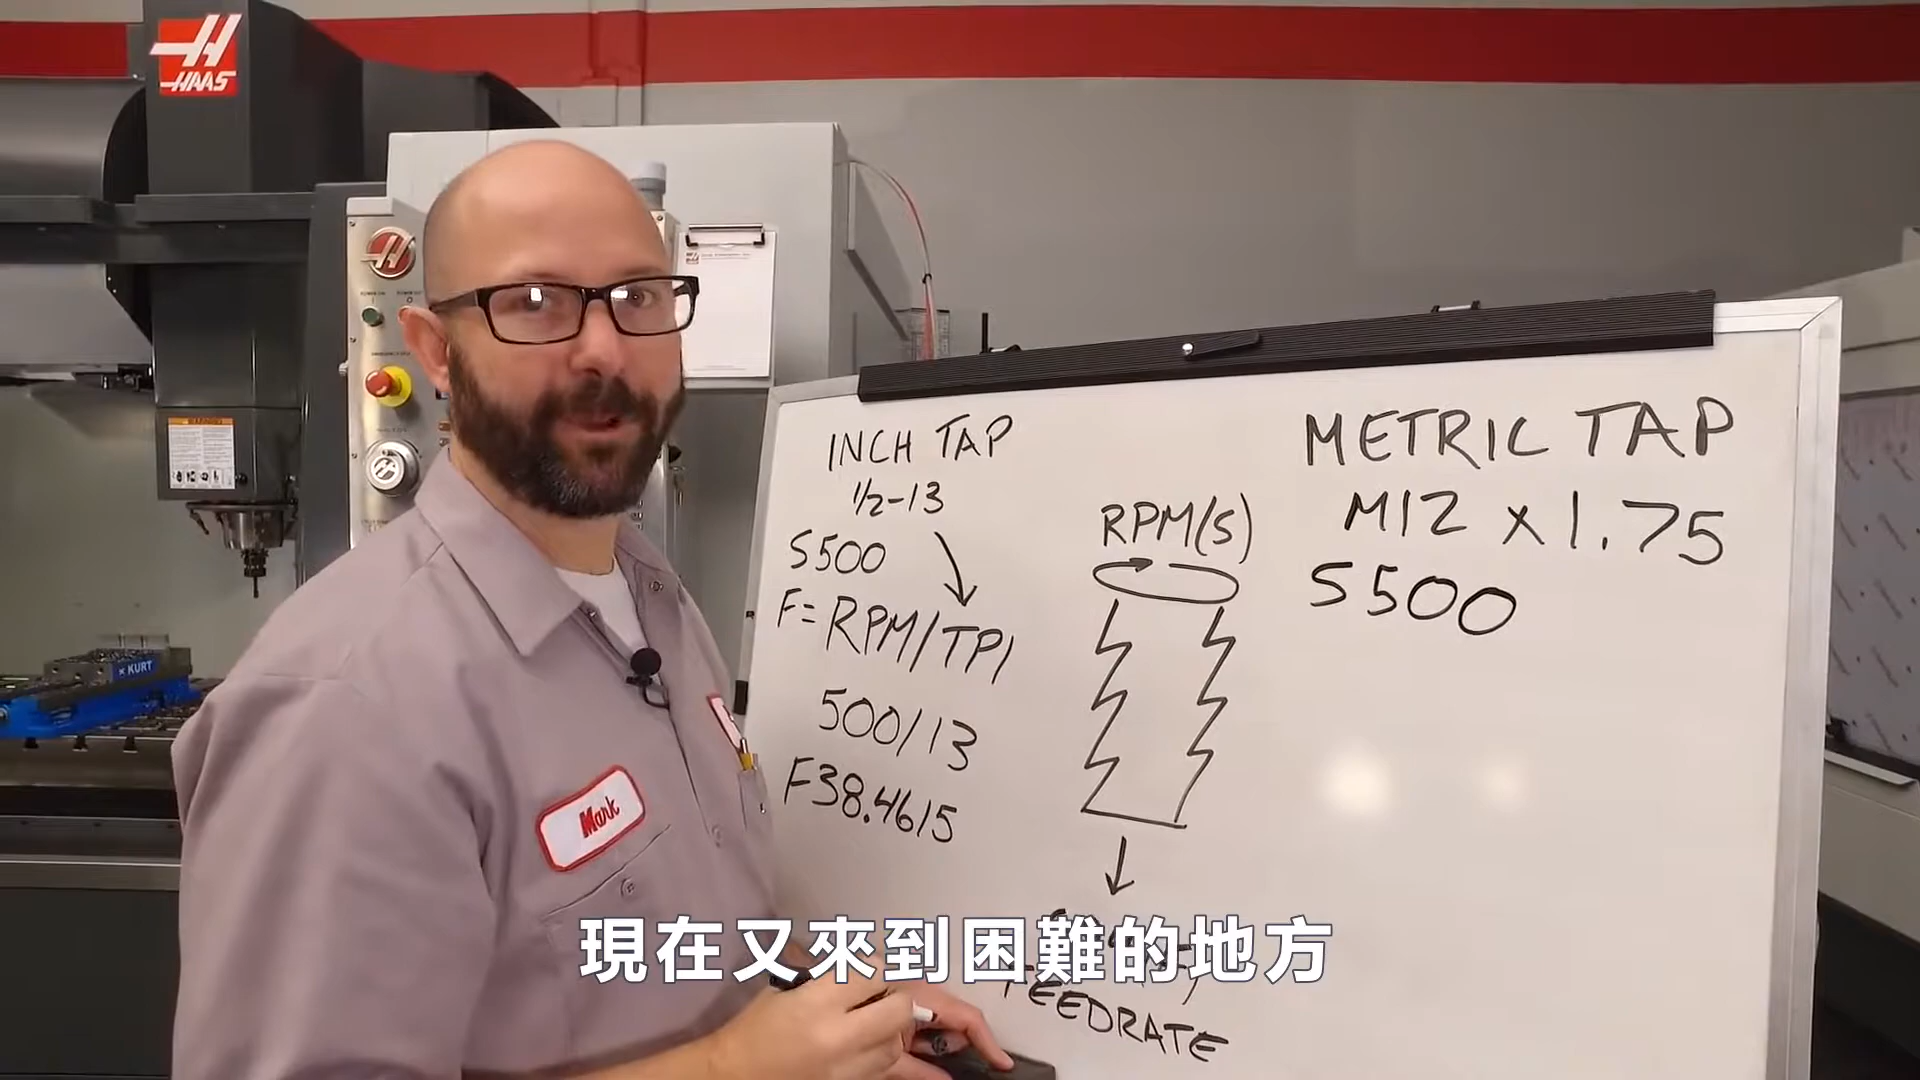 HAAS
KURT
Mark
INCH TAP
1/2-13
S500
F=RPM/TPI
500/13
F38.4615
RPM(S)
FEEDRATE
METRIC TAP
M12 x 1.75
S500
現在又來到困難的地方